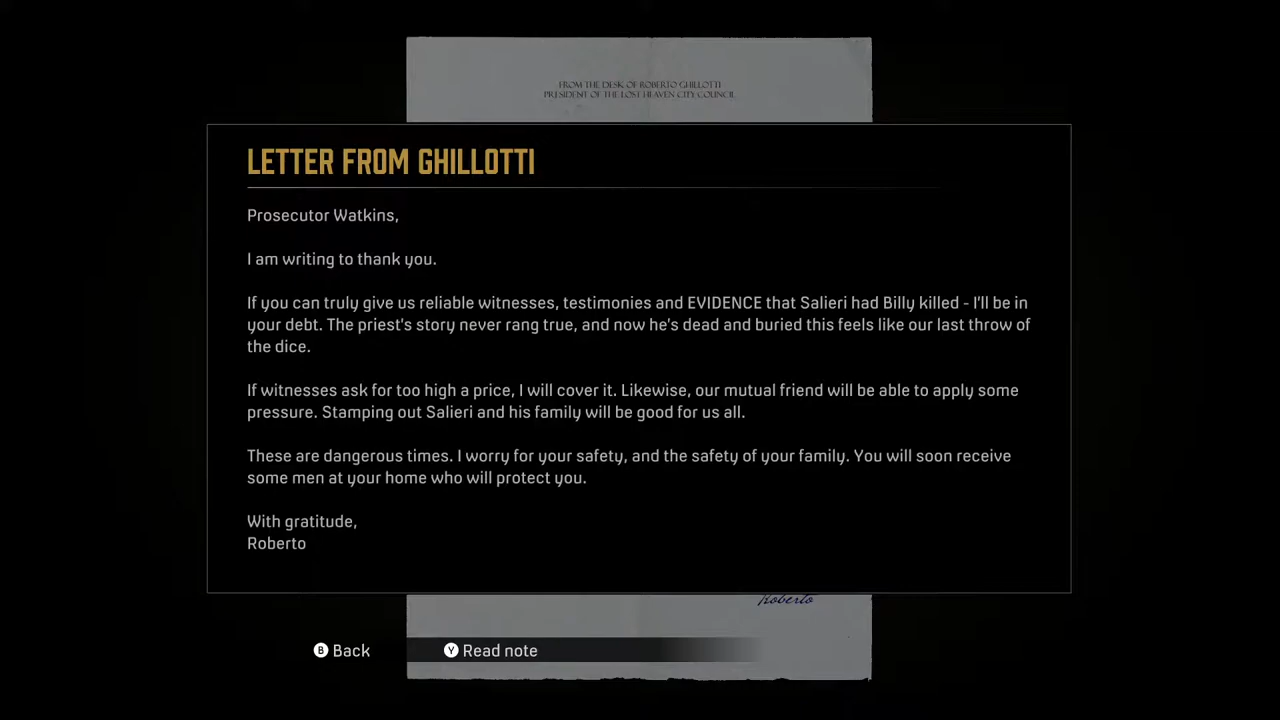 FROM THE DESK OF ROBERTO GHILLOTTI
PRESIDENT OF THE LOST HEAVEN CITY COUNCIL
LETTER FROM GHILLOTTI
Prosecutor Watkins,
I am writing to thank you.
If you can truly give us reliable witnesses, testimonies and EVIDENCE that Salieri had Billy killed - I'll be in
your debt. The priest's story never rang true, and now he's dead and buried this feels like our last throw of
the dice.
If witnesses ask for too high a price, I will cover it. Likewise, our mutual friend will be able to apply some
pressure. Stamping out Salieri and his family will be good for us all.
These are dangerous times. I worry for your safety, and the safety of your family. You will soon receive
some men at your home who will protect you.
With gratitude,
Roberto
Roberto
B Back
Y Read note